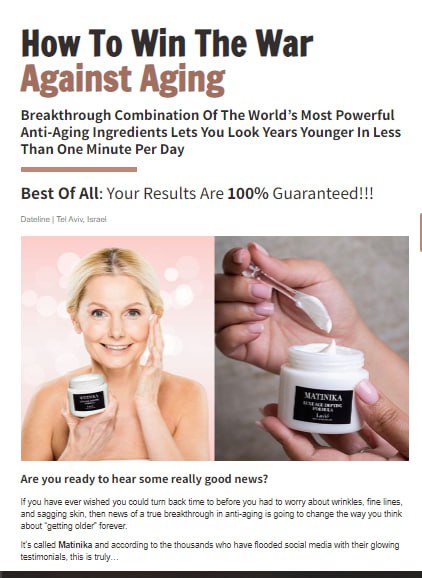 How To Win The War
Against Aging
Breakthrough Combination Of The World's Most Powerful
Anti-Aging Ingredients Lets You Look Years Younger In Less
Than One Minute Per Day
Best Of All: Your Results Are 100% Guaranteed!!!
Dateline | Tel Aviv, Israel
MATINIKA
MATINIKA
LUXE AGE DEFYING
FORMULA
Lavié
Are you ready to hear some really good news?
If you have ever wished you could turn back time to before you had to worry about wrinkles, fine lines,
and sagging skin, then news of a true breakthrough in anti-aging is going to change the way you think
about "getting older" forever.
It's called Matinika and according to the thousands who have flooded social media with their glowing
testimonials, this is truly…